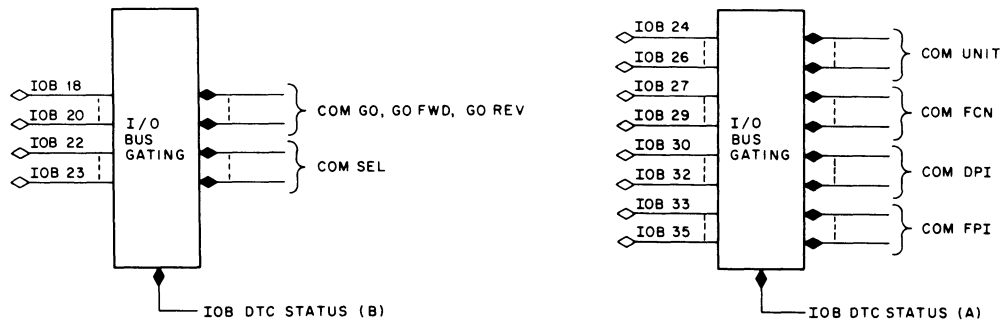 IOB 18
IOB 20
IOB 22
IOB 23
I/O
BUS
GATING
COM GO, GO FWD, GO REV
COM SEL
IOB DTC STATUS (B)
IOB 24
IOB 26
IOB 27
IOB 29
IOB 30
IOB 32
IOB 33
IOB 35
I/O
BUS
GATING
COM UNIT
COM FCN
COM DPI
COM FPI
IOB DTC STATUS (A)